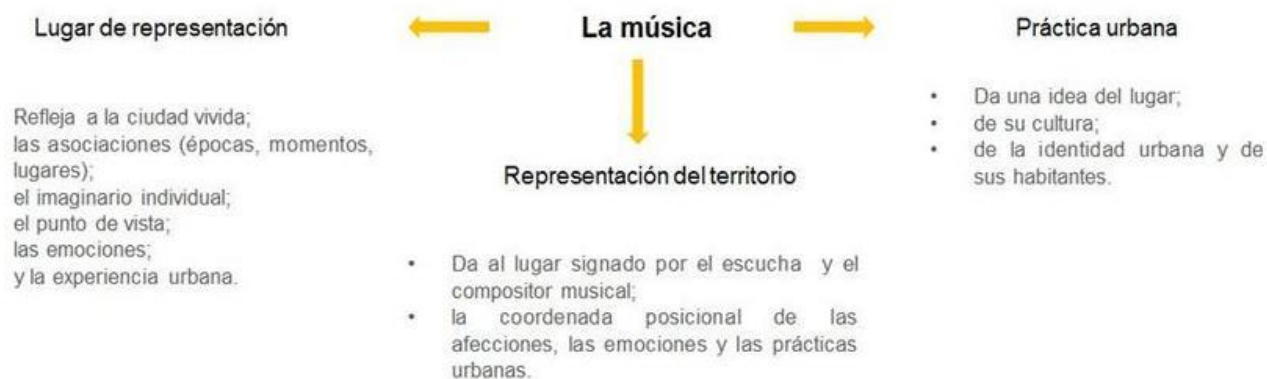 La música
Lugar de representación
Refleja a la ciudad vivida;
las asociaciones (épocas, momentos,
lugares);
el imaginario individual;
el punto de vista;
las emociones;
y la experiencia urbana.
Representación del territorio
• Da al lugar signado por el escucha y el
compositor musical;
• la coordenada posicional de las
afecciones, las emociones y las prácticas
urbanas.
Práctica urbana
• Da una idea del lugar;
• de su cultura;
• de la identidad urbana y de
sus habitantes.